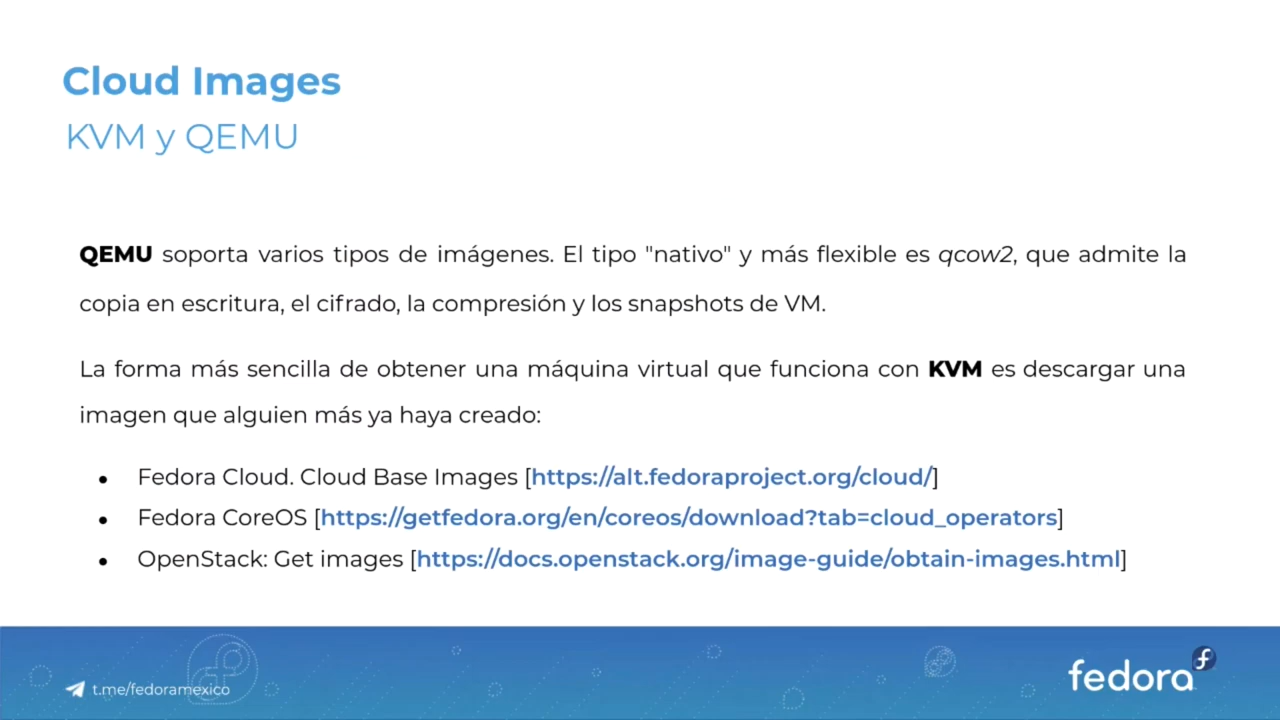 Cloud Images
KVM y QEMU
QEMU soporta varios tipos de imágenes. El tipo "nativo" y más flexible es qcow2, que admite la
copia en escritura, el cifrado, la compresión y los snapshots de VM.
La forma más sencilla de obtener una máquina virtual que funciona con KVM es descargar una
imagen que alguien más ya haya creado:
● Fedora Cloud. Cloud Base Images [https://alt.fedoraproject.org/cloud/]
● Fedora CoreOS [https://getfedora.org/en/coreos/download?tab=cloud_operators]
● OpenStack: Get images [https://docs.openstack.org/image-guide/obtain-images.html]
t.me/fedoramexico
fedora